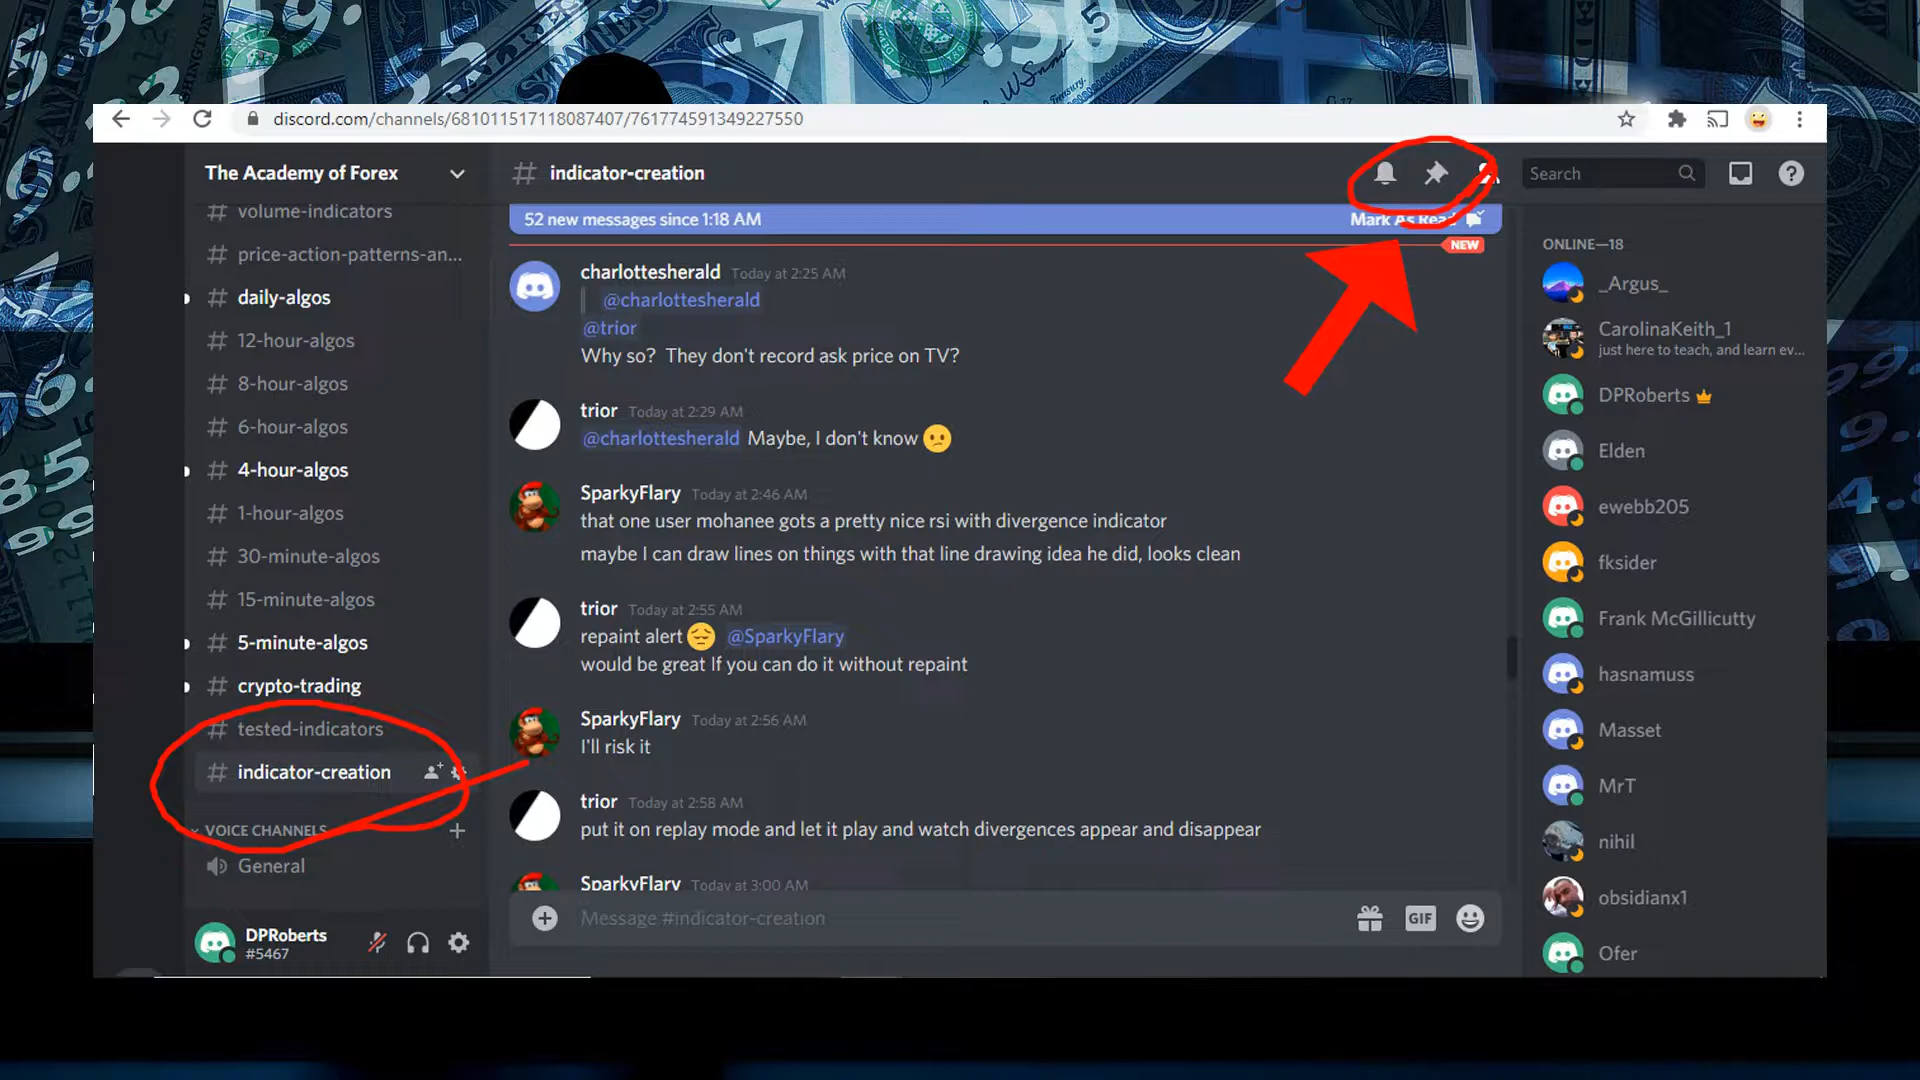 discord.com/channels/681011517118087407/761774591349227550
The Academy of Forex
# volume-indicators
# price-action-patterns-an...
# daily-algos
# 12-hour-algos
# 8-hour-algos
# 6-hour-algos
# 4-hour-algos
# 1-hour-algos
# 30-minute-algos
# 15-minute-algos
# 5-minute-algos
# crypto-trading
# tested-indicators
# indicator-creation
VOICE CHANNELS
General
DPRoberts
#5467
# indicator-creation
Search
52 new messages since 1:18 AM
Mark As Read
NEW
charlottesherald Today at 2:25 AM
@charlottesherald
@trior
Why so? They don't record ask price on TV?
trior Today at 2:29 AM
@charlottesherald Maybe, I don't know
SparkyFlary Today at 2:46 AM
that one user mohanee gots a pretty nice rsi with divergence indicator
maybe I can draw lines on things with that line drawing idea he did, looks clean
trior Today at 2:55 AM
repaint alert @SparkyFlary
would be great If you can do it without repaint
SparkyFlary Today at 2:56 AM
I'll risk it
trior Today at 2:58 AM
put it on replay mode and let it play and watch divergences appear and disappear
SparkyFlary Today at 3:00 AM
Message #indicator-creation
GIF
ONLINE—18
_Argus_
CarolinaKeith_1
just here to teach, and learn ev...
DPRoberts
Elden
ewebb205
fksider
Frank McGillicutty
hasnamuss
Masset
MrT
nihil
obsidianx1
Ofer